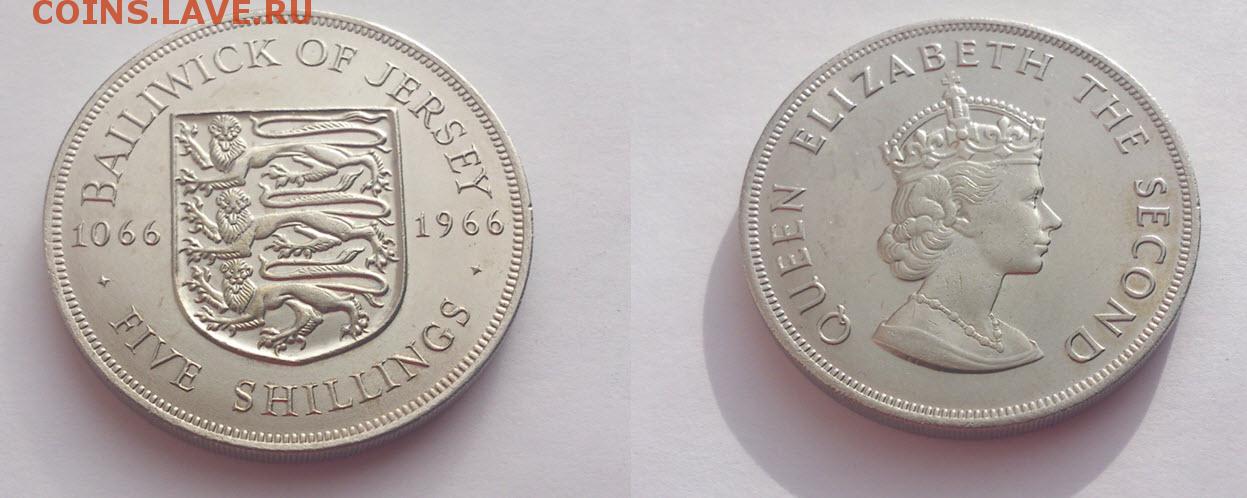 COINS.LAVE.RU
BAILIWICK OF JERSEY
1066 1966
FIVE SHILLINGS
QUEEN ELIZABETH THE SECOND